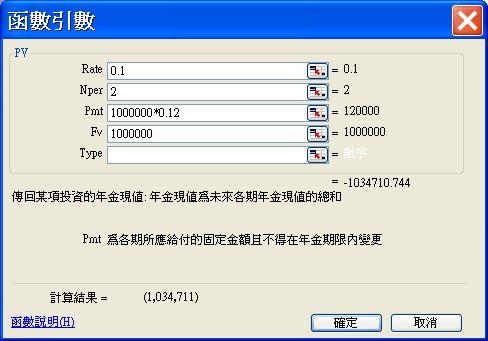 函數引數
PV
Rate 0.1 = 0.1
Nper 2 = 2
Pmt 1000000*0.12 = 120000
Fv 1000000 = 1000000
Type = 數字
= -1034710.744
傳回某項投資的年金現值: 年金現值為未來各期年金現值的總和
Pmt 為各期所應給付的固定金額且不得在年金期限內變更
計算結果 = (1,034,711)
函數說明(H) 確定 取消